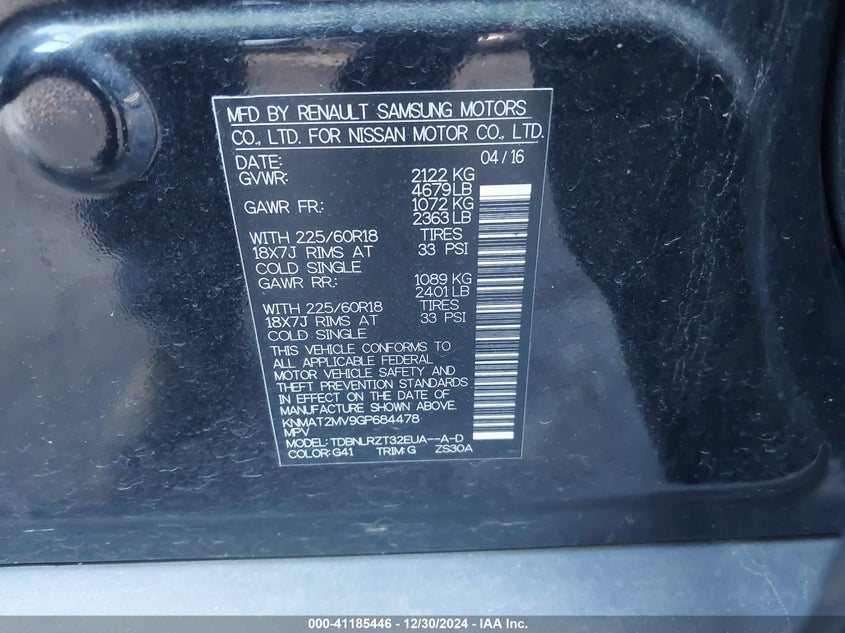 MFD BY RENAULT SAMSUNG MOTORS
CO., LTD. FOR NISSAN MOTOR CO., LTD.
DATE: 04/16
GVWR: 2122 KG
4679 LB
GAWR FR.: 1072 KG
2363 LB
WITH 225/60R18 TIRES
18X7J RIMS AT 33 PSI
COLD SINGLE
GAWR RR.: 1089 KG
2401 LB
WITH 225/60R18 TIRES
18X7J RIMS AT 33 PSI
COLD SINGLE
THIS VEHICLE CONFORMS TO
ALL APPLICABLE FEDERAL
MOTOR VEHICLE SAFETY AND
THEFT PREVENTION STANDARDS
IN EFFECT ON THE DATE OF
MANUFACTURE SHOWN ABOVE.
KNMAT2MV9GP684478
MPV
MODEL: TDBNLRZT32EUA--A-D
COLOR: G41 TRIM: G ZS30A
000-41185446 - 12/30/2024 - IAA Inc.